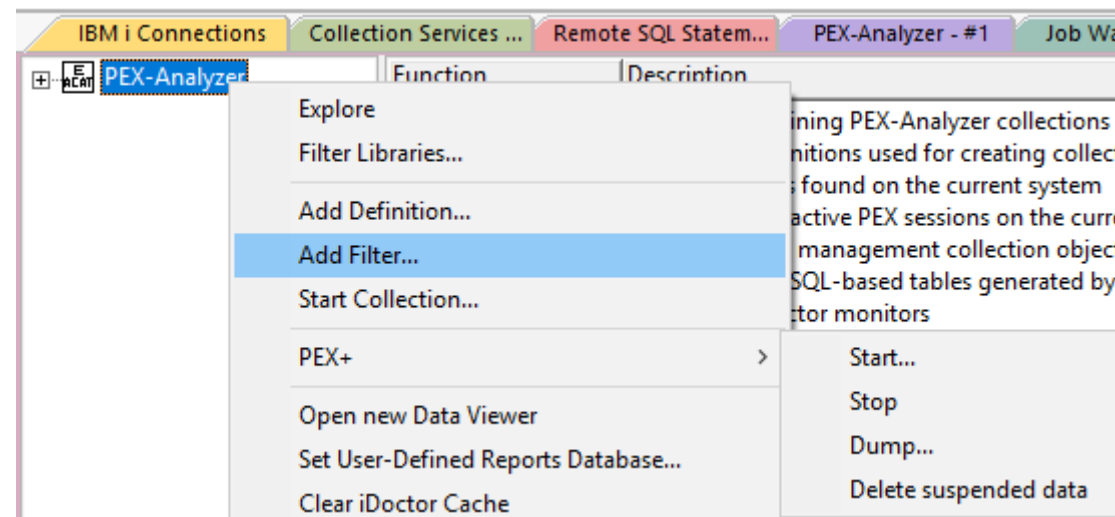 IBM i Connections
Collection Services ...
Remote SQL Statem...
PEX-Analyzer - #1
Job Wa
PEX-Analyzer
Function
Description
Explore
Filter Libraries...
Add Definition...
Add Filter...
Start Collection...
PEX+
Open new Data Viewer
Set User-Defined Reports Database...
Clear iDoctor Cache
ining PEX-Analyzer collections
nitions used for creating collec
found on the current system
active PEX sessions on the curr
management collection objec
SQL-based tables generated by
ctor monitors
Start...
Stop
Dump...
Delete suspended data